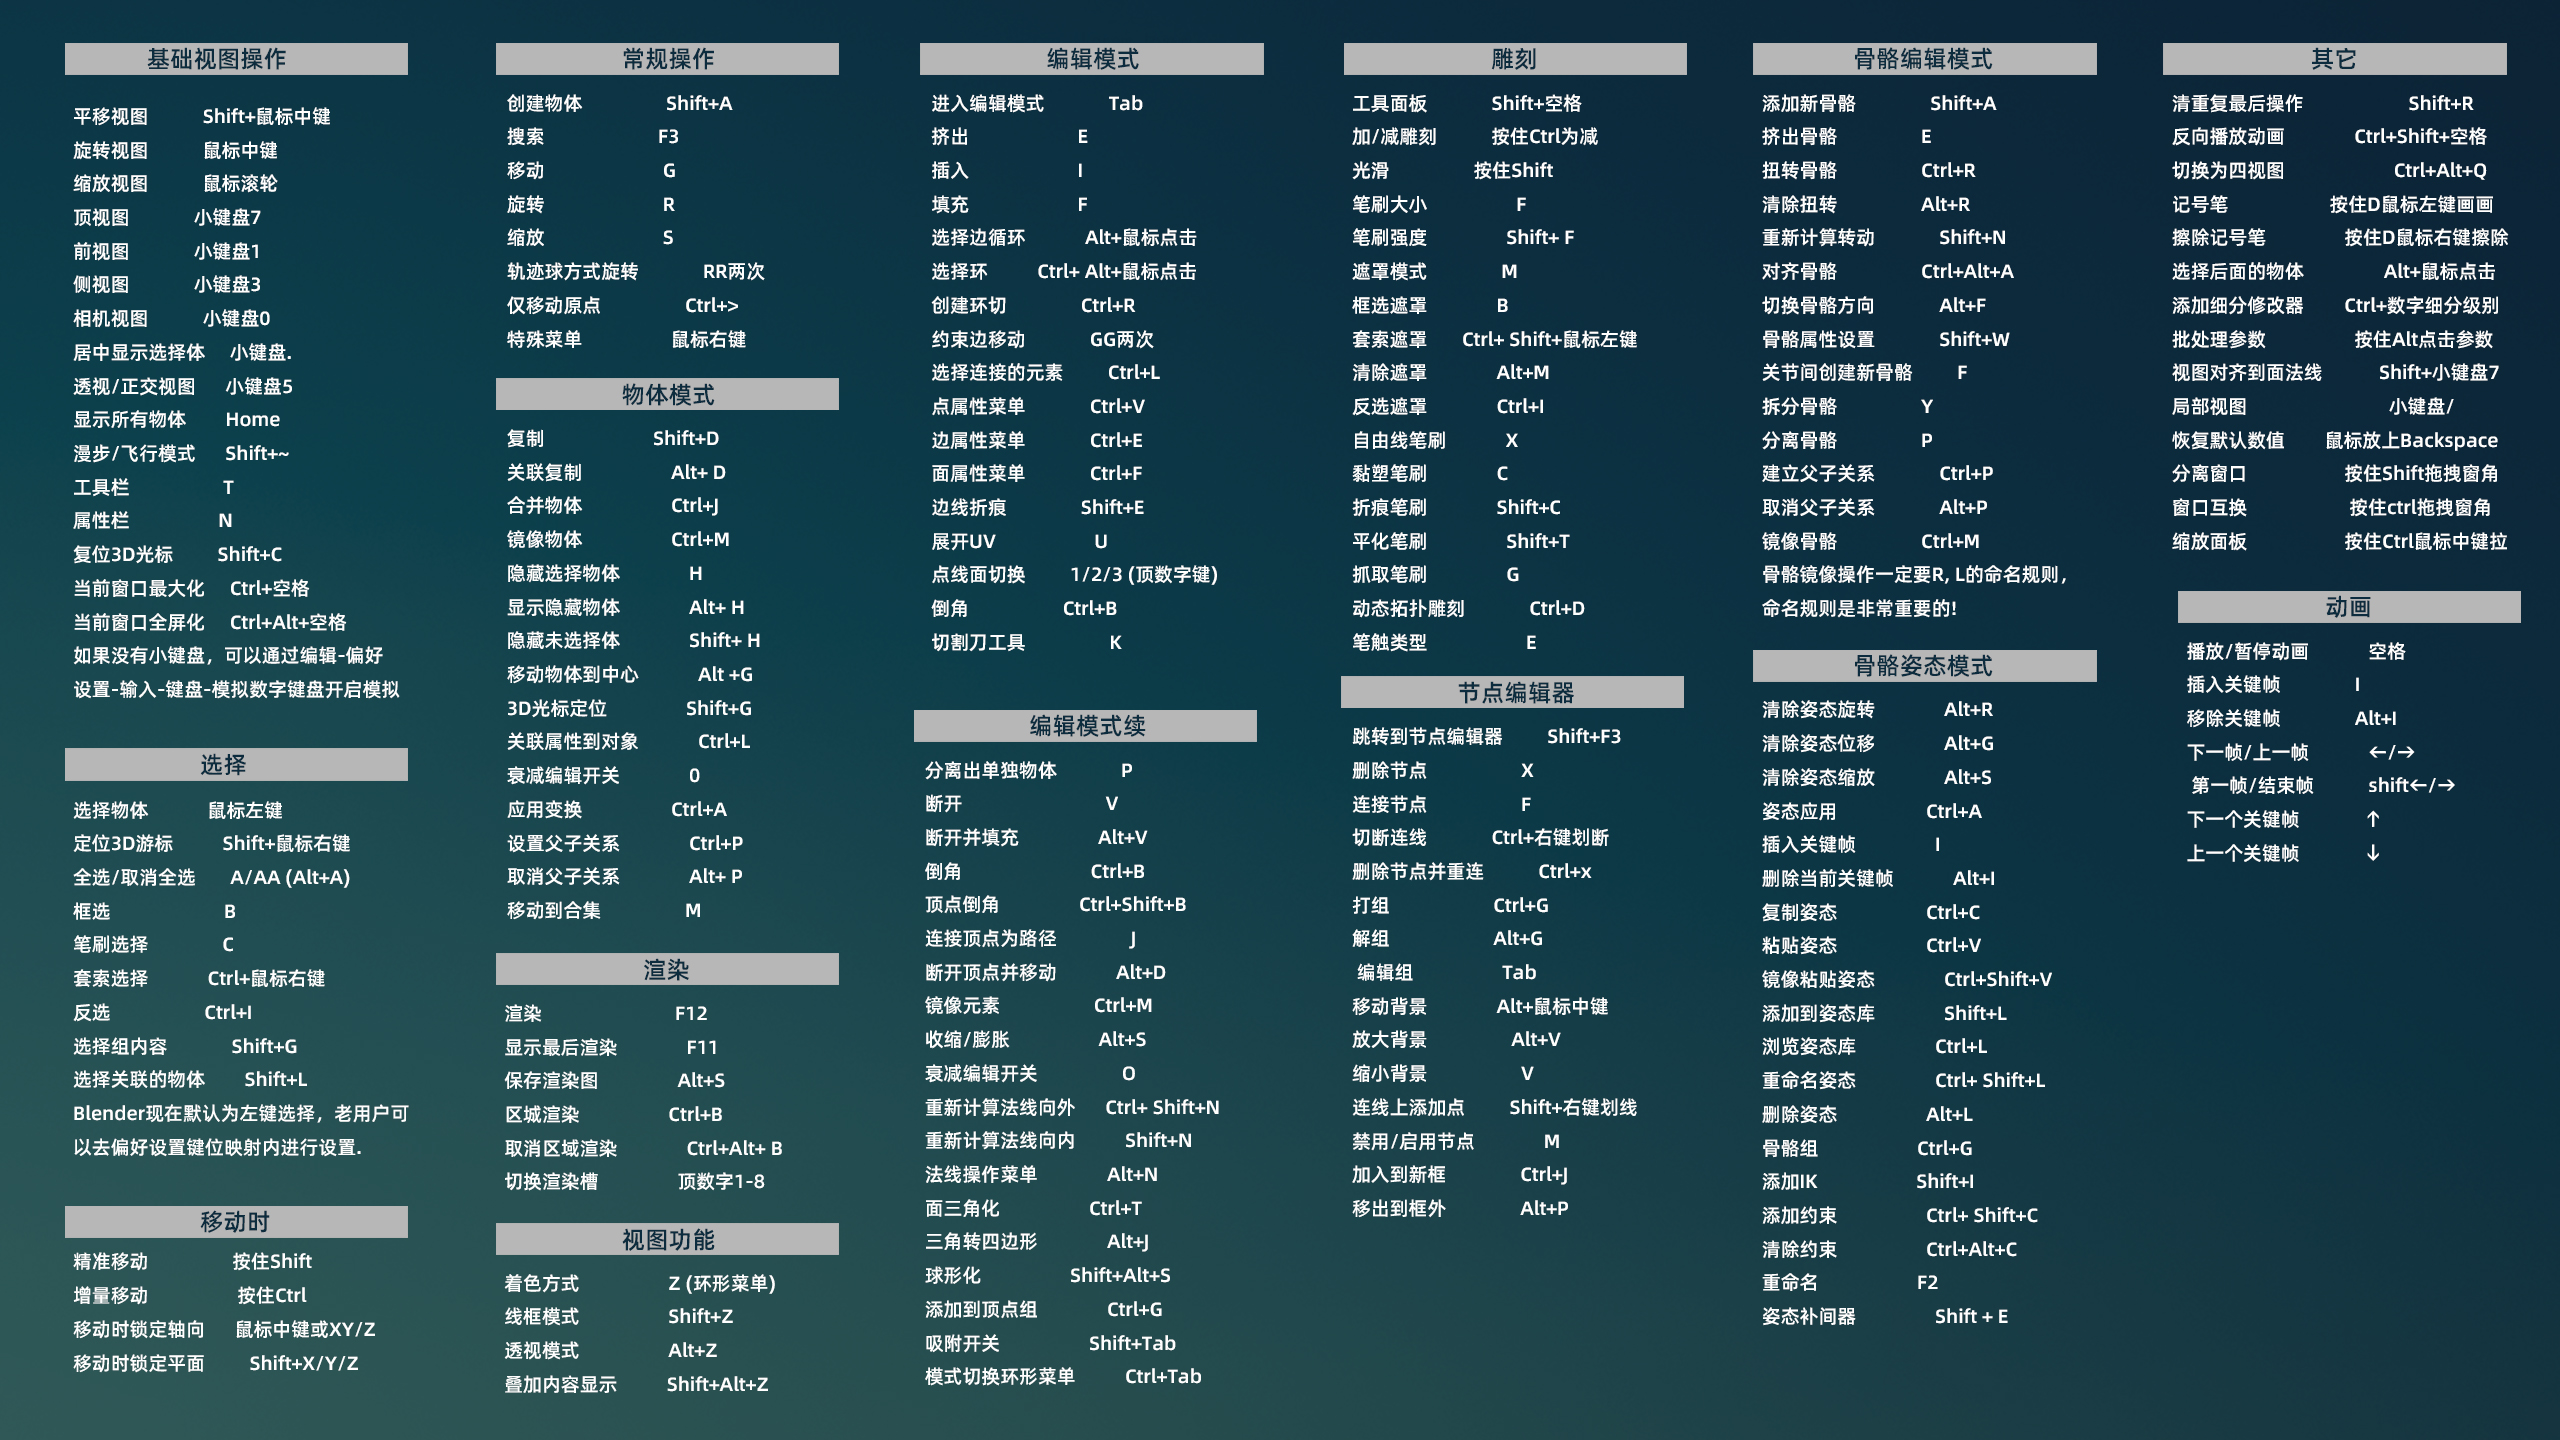 基础视图操作
平移视图 Shift+鼠标中键
旋转视图 鼠标中键
缩放视图 鼠标滚轮
顶视图 小键盘7
前视图 小键盘1
侧视图 小键盘3
相机视图 小键盘0
居中显示选择体 小键盘.
透视/正交视图 小键盘5
显示所有物体 Home
漫步/飞行模式 Shift+~
工具栏 T
属性栏 N
复位3D光标 Shift+C
当前窗口最大化 Ctrl+空格
当前窗口全屏化 Ctrl+Alt+空格
如果没有小键盘，可以通过编辑-偏好
设置-输入-键盘-模拟数字键盘开启模拟
选择
选择物体 鼠标左键
定位3D游标 Shift+鼠标右键
全选/取消全选 A/AA (Alt+A)
框选 B
笔刷选择 C
套索选择 Ctrl+鼠标右键
反选 Ctrl+I
选择组内容 Shift+G
选择关联的物体 Shift+L
Blender现在默认为左键选择，老用户可
以去偏好设置键位映射内进行设置.
移动时
精准移动 按住Shift
增量移动 按住Ctrl
移动时锁定轴向 鼠标中键或XY/Z
移动时锁定平面 Shift+X/Y/Z
常规操作
创建物体 Shift+A
搜索 F3
移动 G
旋转 R
缩放 S
轨迹球方式旋转 RR两次
仅移动原点 Ctrl+>
特殊菜单 鼠标右键
物体模式
复制 Shift+D
关联复制 Alt+ D
合并物体 Ctrl+J
镜像物体 Ctrl+M
隐藏选择物体 H
显示隐藏物体 Alt+ H
隐藏未选择体 Shift+ H
移动物体到中心 Alt +G
3D光标定位 Shift+G
关联属性到对象 Ctrl+L
衰减编辑开关 0
应用变换 Ctrl+A
设置父子关系 Ctrl+P
取消父子关系 Alt+ P
移动到合集 M
渲染
渲染 F12
显示最后渲染 F11
保存渲染图 Alt+S
区城渲染 Ctrl+B
取消区域渲染 Ctrl+Alt+ B
切换渲染槽 顶数字1-8
视图功能
着色方式 Z (环形菜单)
线框模式 Shift+Z
透视模式 Alt+Z
叠加内容显示 Shift+Alt+Z
编辑模式
进入编辑模式 Tab
挤出 E
插入 I
填充 F
选择边循环 Alt+鼠标点击
选择环 Ctrl+ Alt+鼠标点击
创建环切 Ctrl+R
约束边移动 GG两次
选择连接的元素 Ctrl+L
点属性菜单 Ctrl+V
边属性菜单 Ctrl+E
面属性菜单 Ctrl+F
边线折痕 Shift+E
展开UV U
点线面切换 1/2/3 (顶数字键)
倒角 Ctrl+B
切割刀工具 K
编辑模式续
分离出单独物体 P
断开 V
断开并填充 Alt+V
倒角 Ctrl+B
顶点倒角 Ctrl+Shift+B
连接顶点为路径 J
断开顶点并移动 Alt+D
镜像元素 Ctrl+M
收缩/膨胀 Alt+S
衰减编辑开关 O
重新计算法线向外 Ctrl+ Shift+N
重新计算法线向内 Shift+N
法线操作菜单 Alt+N
面三角化 Ctrl+T
三角转四边形 Alt+J
球形化 Shift+Alt+S
添加到顶点组 Ctrl+G
吸附开关 Shift+Tab
模式切换环形菜单 Ctrl+Tab
雕刻
工具面板 Shift+空格
加/减雕刻 按住Ctrl为减
光滑 按住Shift
笔刷大小 F
笔刷强度 Shift+ F
遮罩模式 M
框选遮罩 B
套索遮罩 Ctrl+ Shift+鼠标左键
清除遮罩 Alt+M
反选遮罩 Ctrl+I
自由线笔刷 X
黏塑笔刷 C
折痕笔刷 Shift+C
平化笔刷 Shift+T
抓取笔刷 G
动态拓扑雕刻 Ctrl+D
笔触类型 E
节点编辑器
跳转到节点编辑器 Shift+F3
删除节点 X
连接节点 F
切断连线 Ctrl+右键划断
删除节点并重连 Ctrl+x
打组 Ctrl+G
解组 Alt+G
编辑组 Tab
移动背景 Alt+鼠标中键
放大背景 Alt+V
缩小背景 V
连线上添加点 Shift+右键划线
禁用/启用节点 M
加入到新框 Ctrl+J
移出到框外 Alt+P
骨骼编辑模式
添加新骨骼 Shift+A
挤出骨骼 E
扭转骨骼 Ctrl+R
清除扭转 Alt+R
重新计算转动 Shift+N
对齐骨骼 Ctrl+Alt+A
切换骨骼方向 Alt+F
骨骼属性设置 Shift+W
关节间创建新骨骼 F
拆分骨骼 Y
分离骨骼 P
建立父子关系 Ctrl+P
取消父子关系 Alt+P
镜像骨骼 Ctrl+M
骨骼镜像操作一定要R, L的命名规则，
命名规则是非常重要的!
骨骼姿态模式
清除姿态旋转 Alt+R
清除姿态位移 Alt+G
清除姿态缩放 Alt+S
姿态应用 Ctrl+A
插入关键帧 I
删除当前关键帧 Alt+I
复制姿态 Ctrl+C
粘贴姿态 Ctrl+V
镜像粘贴姿态 Ctrl+Shift+V
添加到姿态库 Shift+L
浏览姿态库 Ctrl+L
重命名姿态 Ctrl+ Shift+L
删除姿态 Alt+L
骨骼组 Ctrl+G
添加IK Shift+I
添加约束 Ctrl+ Shift+C
清除约束 Ctrl+Alt+C
重命名 F2
姿态补间器 Shift + E
其它
清重复最后操作 Shift+R
反向播放动画 Ctrl+Shift+空格
切换为四视图 Ctrl+Alt+Q
记号笔 按住D鼠标左键画画
擦除记号笔 按住D鼠标右键擦除
选择后面的物体 Alt+鼠标点击
添加细分修改器 Ctrl+数字细分级别
批处理参数 按住Alt点击参数
视图对齐到面法线 Shift+小键盘7
局部视图 小键盘/
恢复默认数值 鼠标放上Backspace
分离窗口 按住Shift拖拽窗角
窗口互换 按住ctrl拖拽窗角
缩放面板 按住Ctrl鼠标中键拉
动画
播放/暂停动画 空格
插入关键帧 I
移除关键帧 Alt+I
下一帧/上一帧 ←/→
第一帧/结束帧 shift←/→
下一个关键帧 ↑
上一个关键帧 ↓